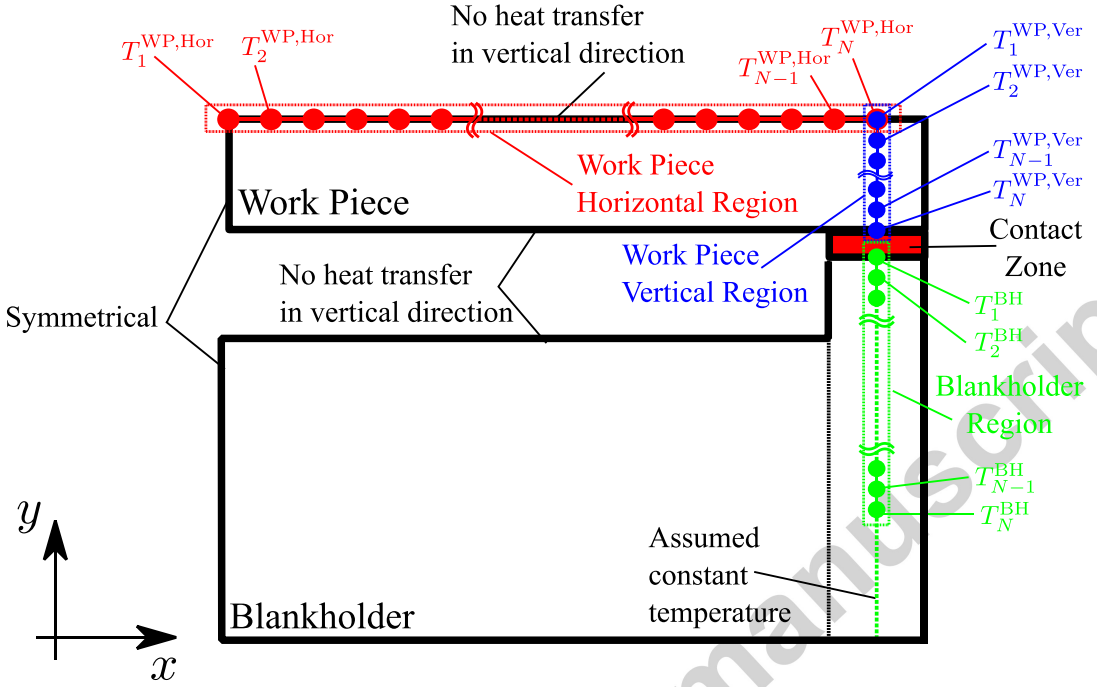 No heat transfer
in vertical direction
T_1^{WP,Hor}
T_2^{WP,Hor}
T_{N-1}^{WP,Hor}
T_N^{WP,Hor}
T_1^{WP,Ver}
T_2^{WP,Ver}
T_{N-1}^{WP,Ver}
T_N^{WP,Ver}
Work Piece
Horizontal Region
Work Piece
Contact
Zone
Work Piece
Vertical Region
No heat transfer
in vertical direction
Symmetrical
T_1^{BH}
T_2^{BH}
Blankholder
Region
T_{N-1}^{BH}
T_N^{BH}
Assumed
constant
temperature
Blankholder
y
x
manuscrip